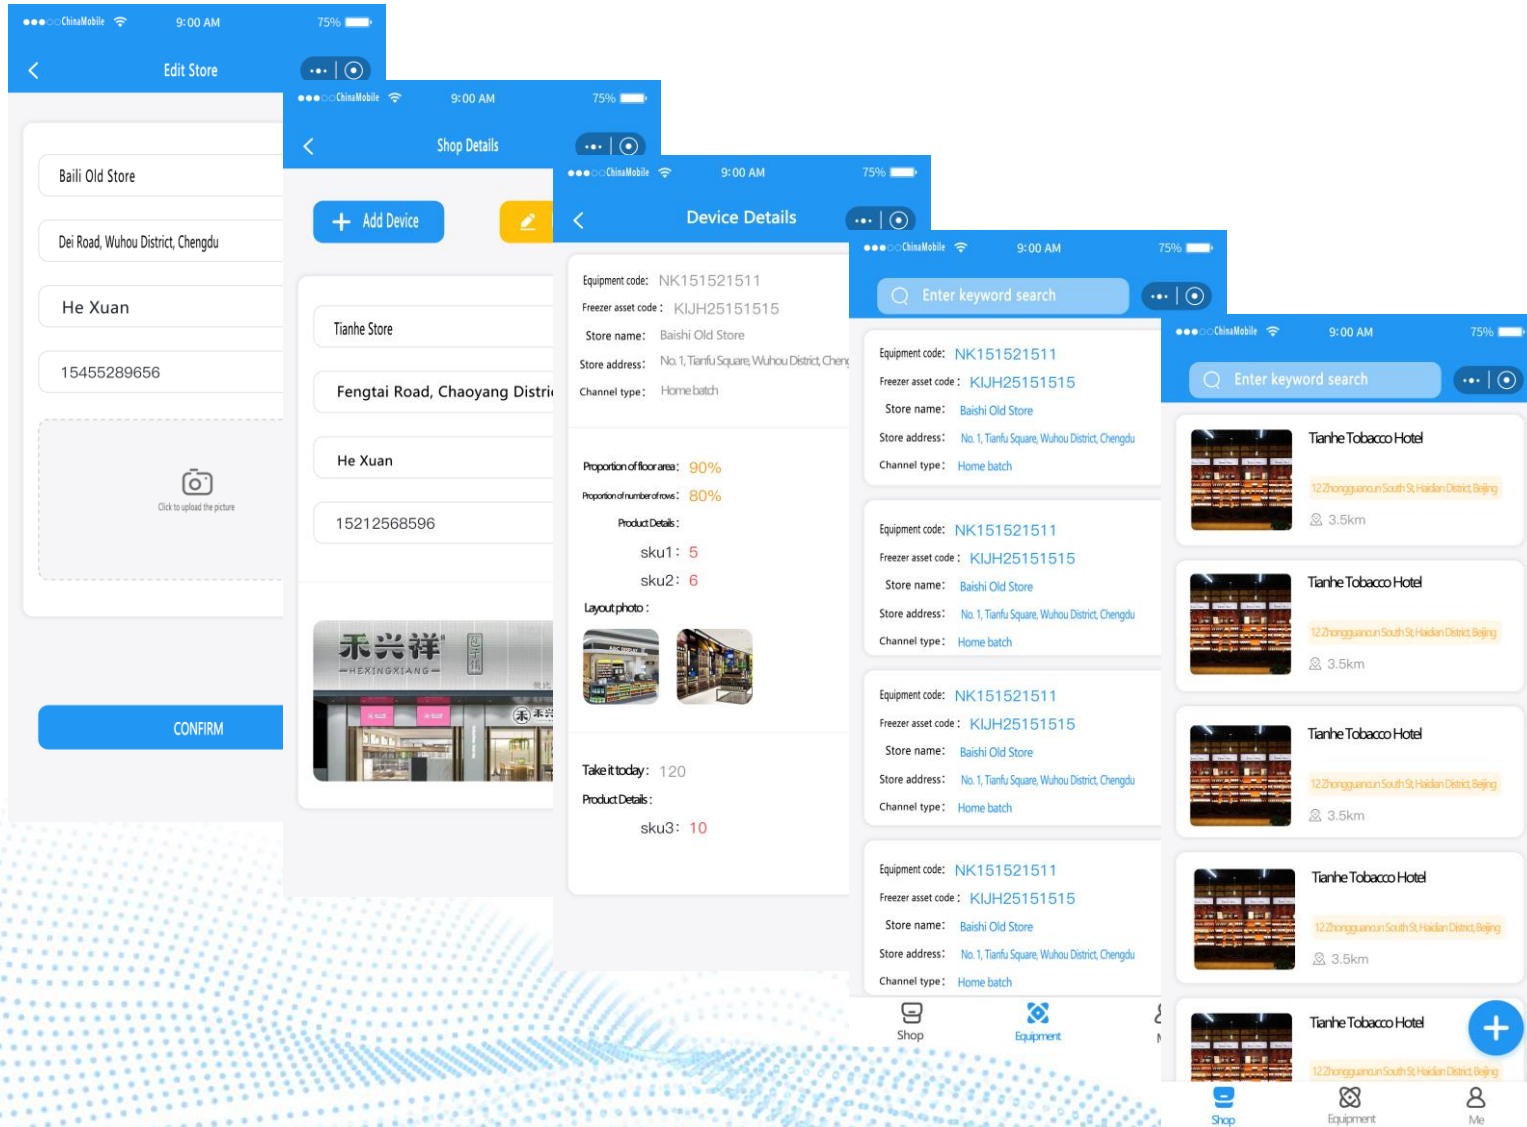 ChinaMobile 9:00 AM 75%
Edit Store
Baili Old Store
Dei Road, Wuhou District, Chengdu
He Xuan
15455289656
Click to upload the picture
CONFIRM
ChinaMobile 9:00 AM 75%
Shop Details
Add Device
Tianhe Store
Fengtai Road, Chaoyang Distri
He Xuan
15212568596
禾兴祥
包子铺
HEXINGXIANG
ChinaMobile 9:00 AM 75%
Device Details
Equipment code: NK151521511
Freezer asset code: KIJH25151515
Store name: Baishi Old Store
Store address: No. 1, Tianfu Square, Wuhou District, Cheng
Channel type: Home batch
Proportion of floor area: 90%
Proportion of number of rows: 80%
Product Details:
sku1: 5
sku2: 6
Layout photo:
Take it today: 120
Product Details:
sku3: 10
ChinaMobile 9:00 AM 75%
Enter keyword search
Equipment code: NK151521511
Freezer asset code: KIJH25151515
Store name: Baishi Old Store
Store address: No. 1, Tianfu Square, Wuhou District, Chengdu
Channel type: Home batch
Equipment code: NK151521511
Freezer asset code: KIJH25151515
Store name: Baishi Old Store
Store address: No. 1, Tianfu Square, Wuhou District, Chengdu
Channel type: Home batch
Equipment code: NK151521511
Freezer asset code: KIJH25151515
Store name: Baishi Old Store
Store address: No. 1, Tianfu Square, Wuhou District, Chengdu
Channel type: Home batch
Equipment code: NK151521511
Freezer asset code: KIJH25151515
Store name: Baishi Old Store
Store address: No. 1, Tianfu Square, Wuhou District, Chengdu
Channel type: Home batch
Shop Equipment
ChinaMobile 9:00 AM 75%
Enter keyword search
Tianhe Tobacco Hotel
12 Zhongguancun South St, Haidian District, Beijing
3.5km
Tianhe Tobacco Hotel
12 Zhongguancun South St, Haidian District, Beijing
3.5km
Tianhe Tobacco Hotel
12 Zhongguancun South St, Haidian District, Beijing
3.5km
Tianhe Tobacco Hotel
12 Zhongguancun South St, Haidian District, Beijing
3.5km
Tianhe Tobacco Hotel
12 Zhongguancun South St, Haidian District, Beijing
Shop Equipment Me